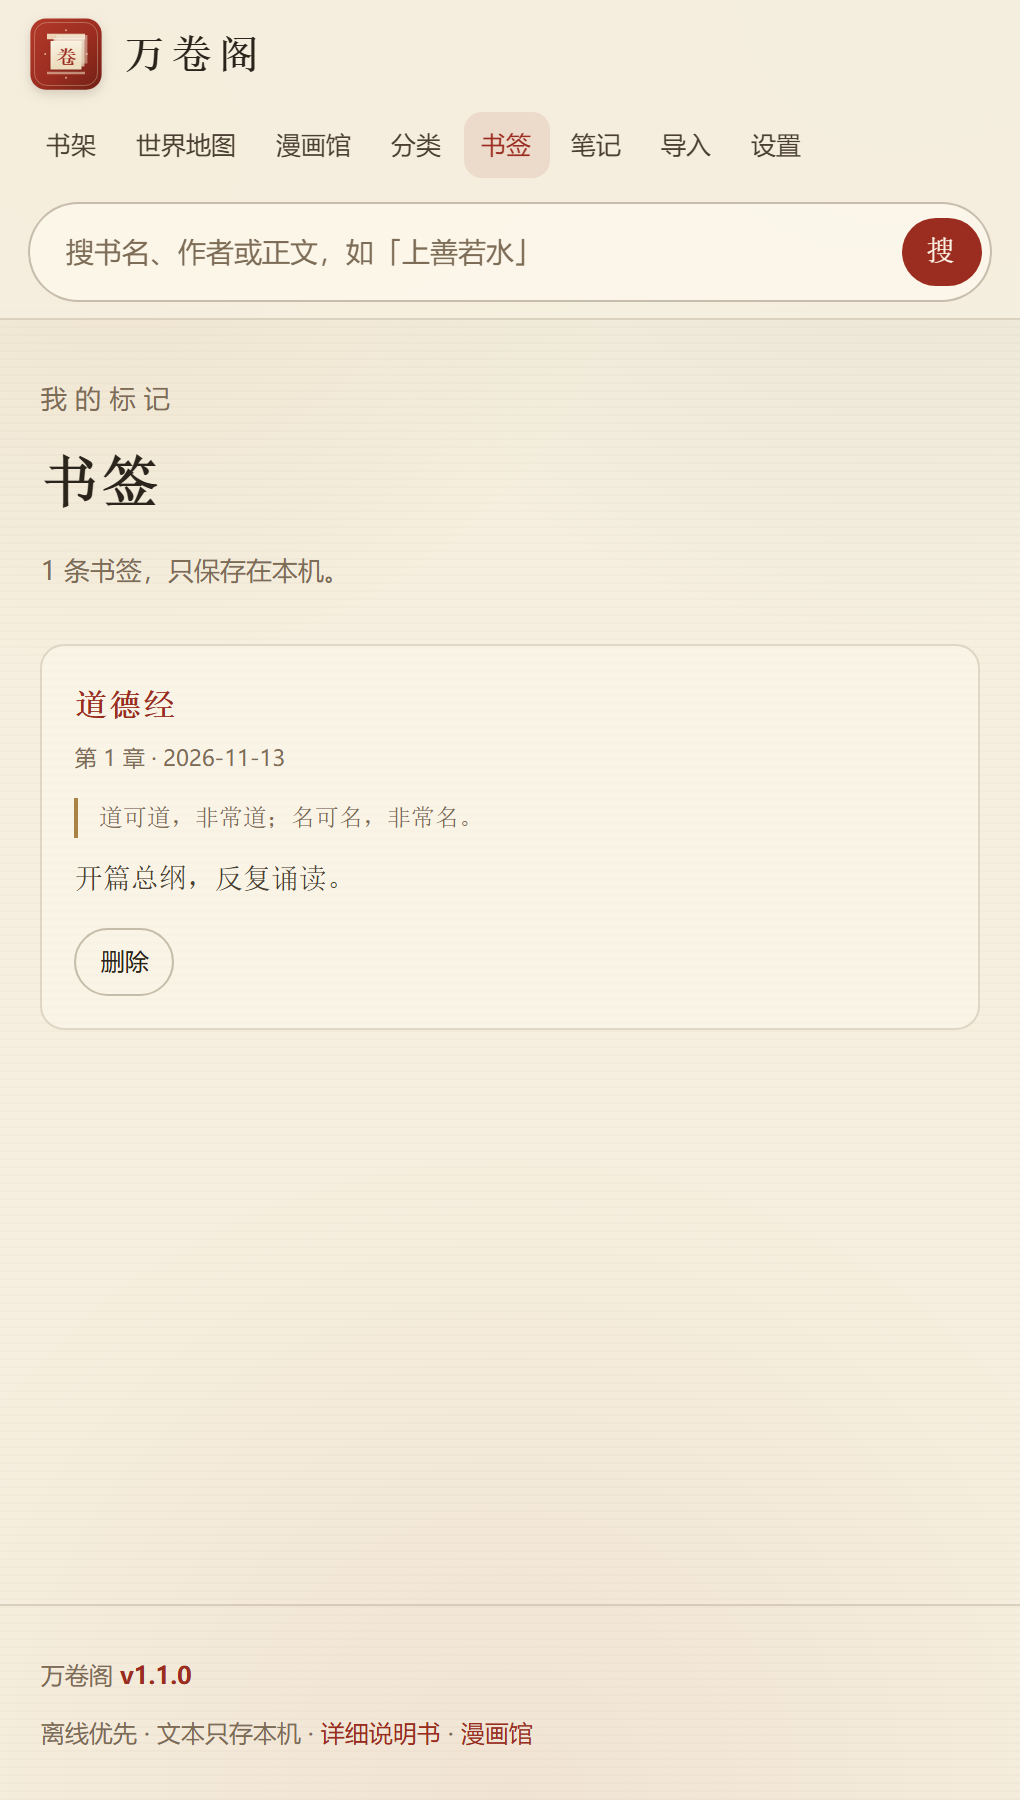 卷
万卷阁
书架 世界地图 漫画馆 分类 书签 笔记 导入 设置
搜书名、作者或正文，如「上善若水」 搜
我的标记
书签
1 条书签，只保存在本机。
道德经
第 1 章 · 2026-11-13
道可道，非常道；名可名，非常名。
开篇总纲，反复诵读。
删除
万卷阁 v1.1.0
离线优先 · 文本只存本机 · 详细说明书 · 漫画馆